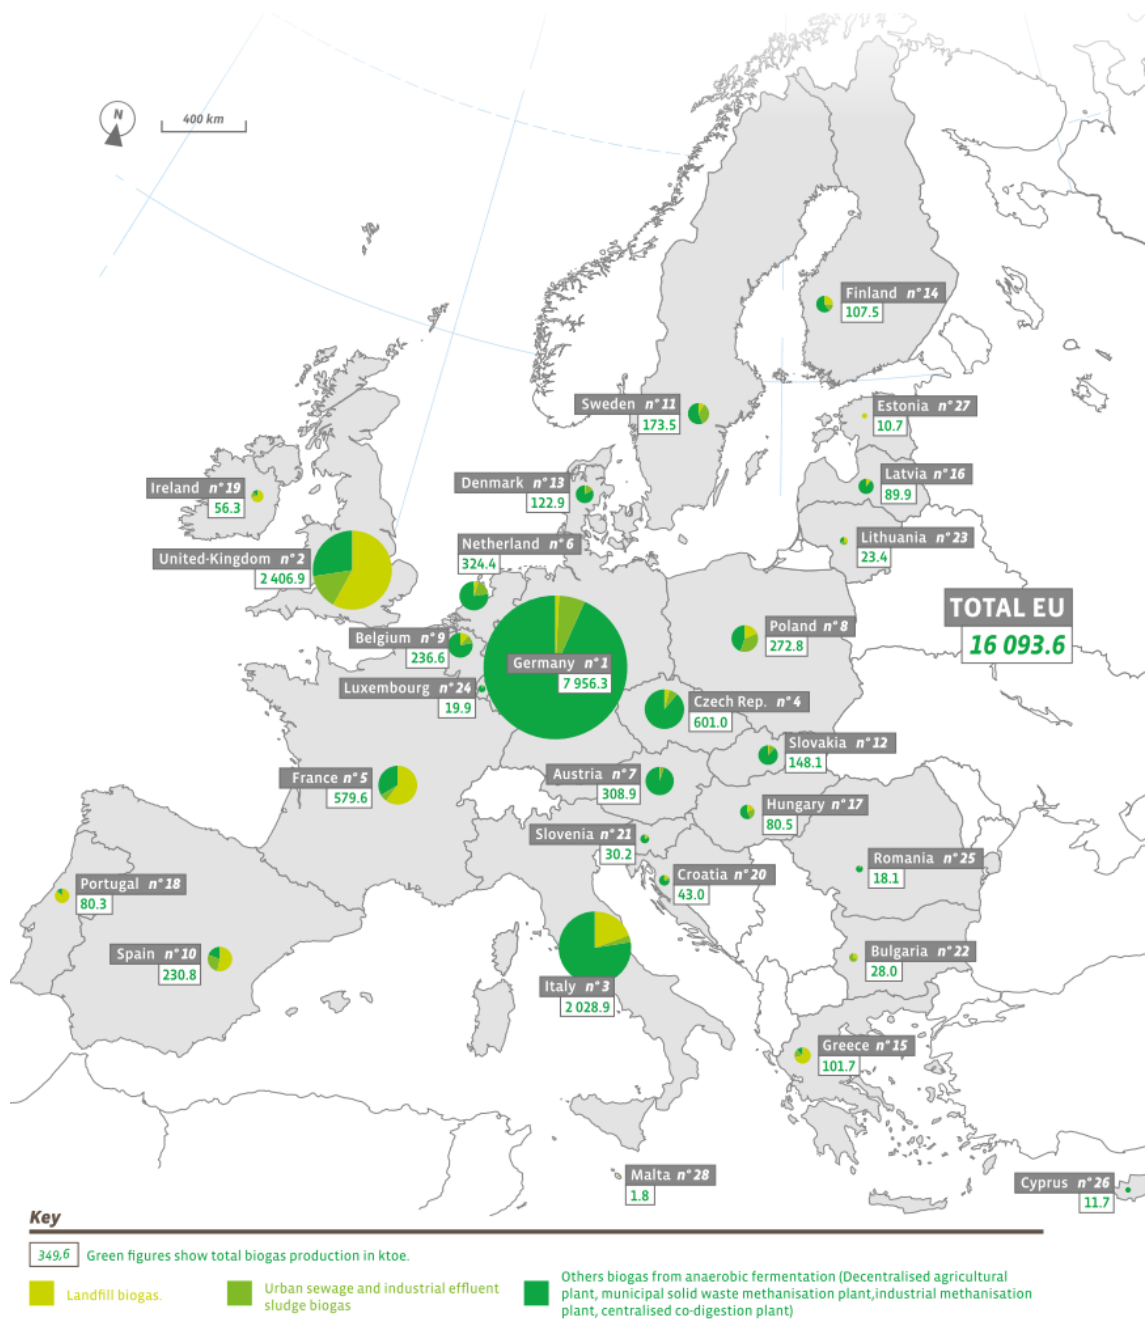 N
400 km
Finland n°14
107.5
Sweden n°11
173.5
Estonia n°27
10.7
Latvia n°16
89.9
Lithuania n°23
23.4
Ireland n°19
56.3
Denmark n°13
122.9
United-Kingdom n°2
2 406.9
Netherland n°6
324.4
TOTAL EU
16 093.6
Belgium n°9
236.6
Germany n°1
7 956.3
Poland n°8
272.8
Luxembourg n°24
19.9
Czech Rep. n°4
601.0
Slovakia n°12
148.1
France n°5
579.6
Austria n°7
308.9
Hungary n°17
80.5
Slovenia n°21
30.2
Croatia n°20
43.0
Romania n°25
18.1
Portugal n°18
80.3
Spain n°10
230.8
Italy n°3
2 028.9
Bulgaria n°22
28.0
Greece n°15
101.7
Malta n°28
1.8
Cyprus n°26
11.7
Key
349,6 Green figures show total biogas production in ktoe.
Landfill biogas.
Urban sewage and industrial effluent
sludge biogas
Others biogas from anaerobic fermentation (Decentralised agricultural
plant, municipal solid waste methanisation plant,industrial methanisation
plant, centralised co-digestion plant)